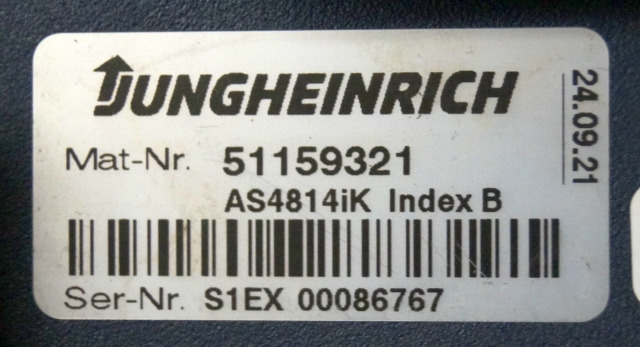 JUNGHEINRICH
Mat-Nr. 51159321
AS4814iK Index B
Ser-Nr. S1EX 00086767
24.09.21